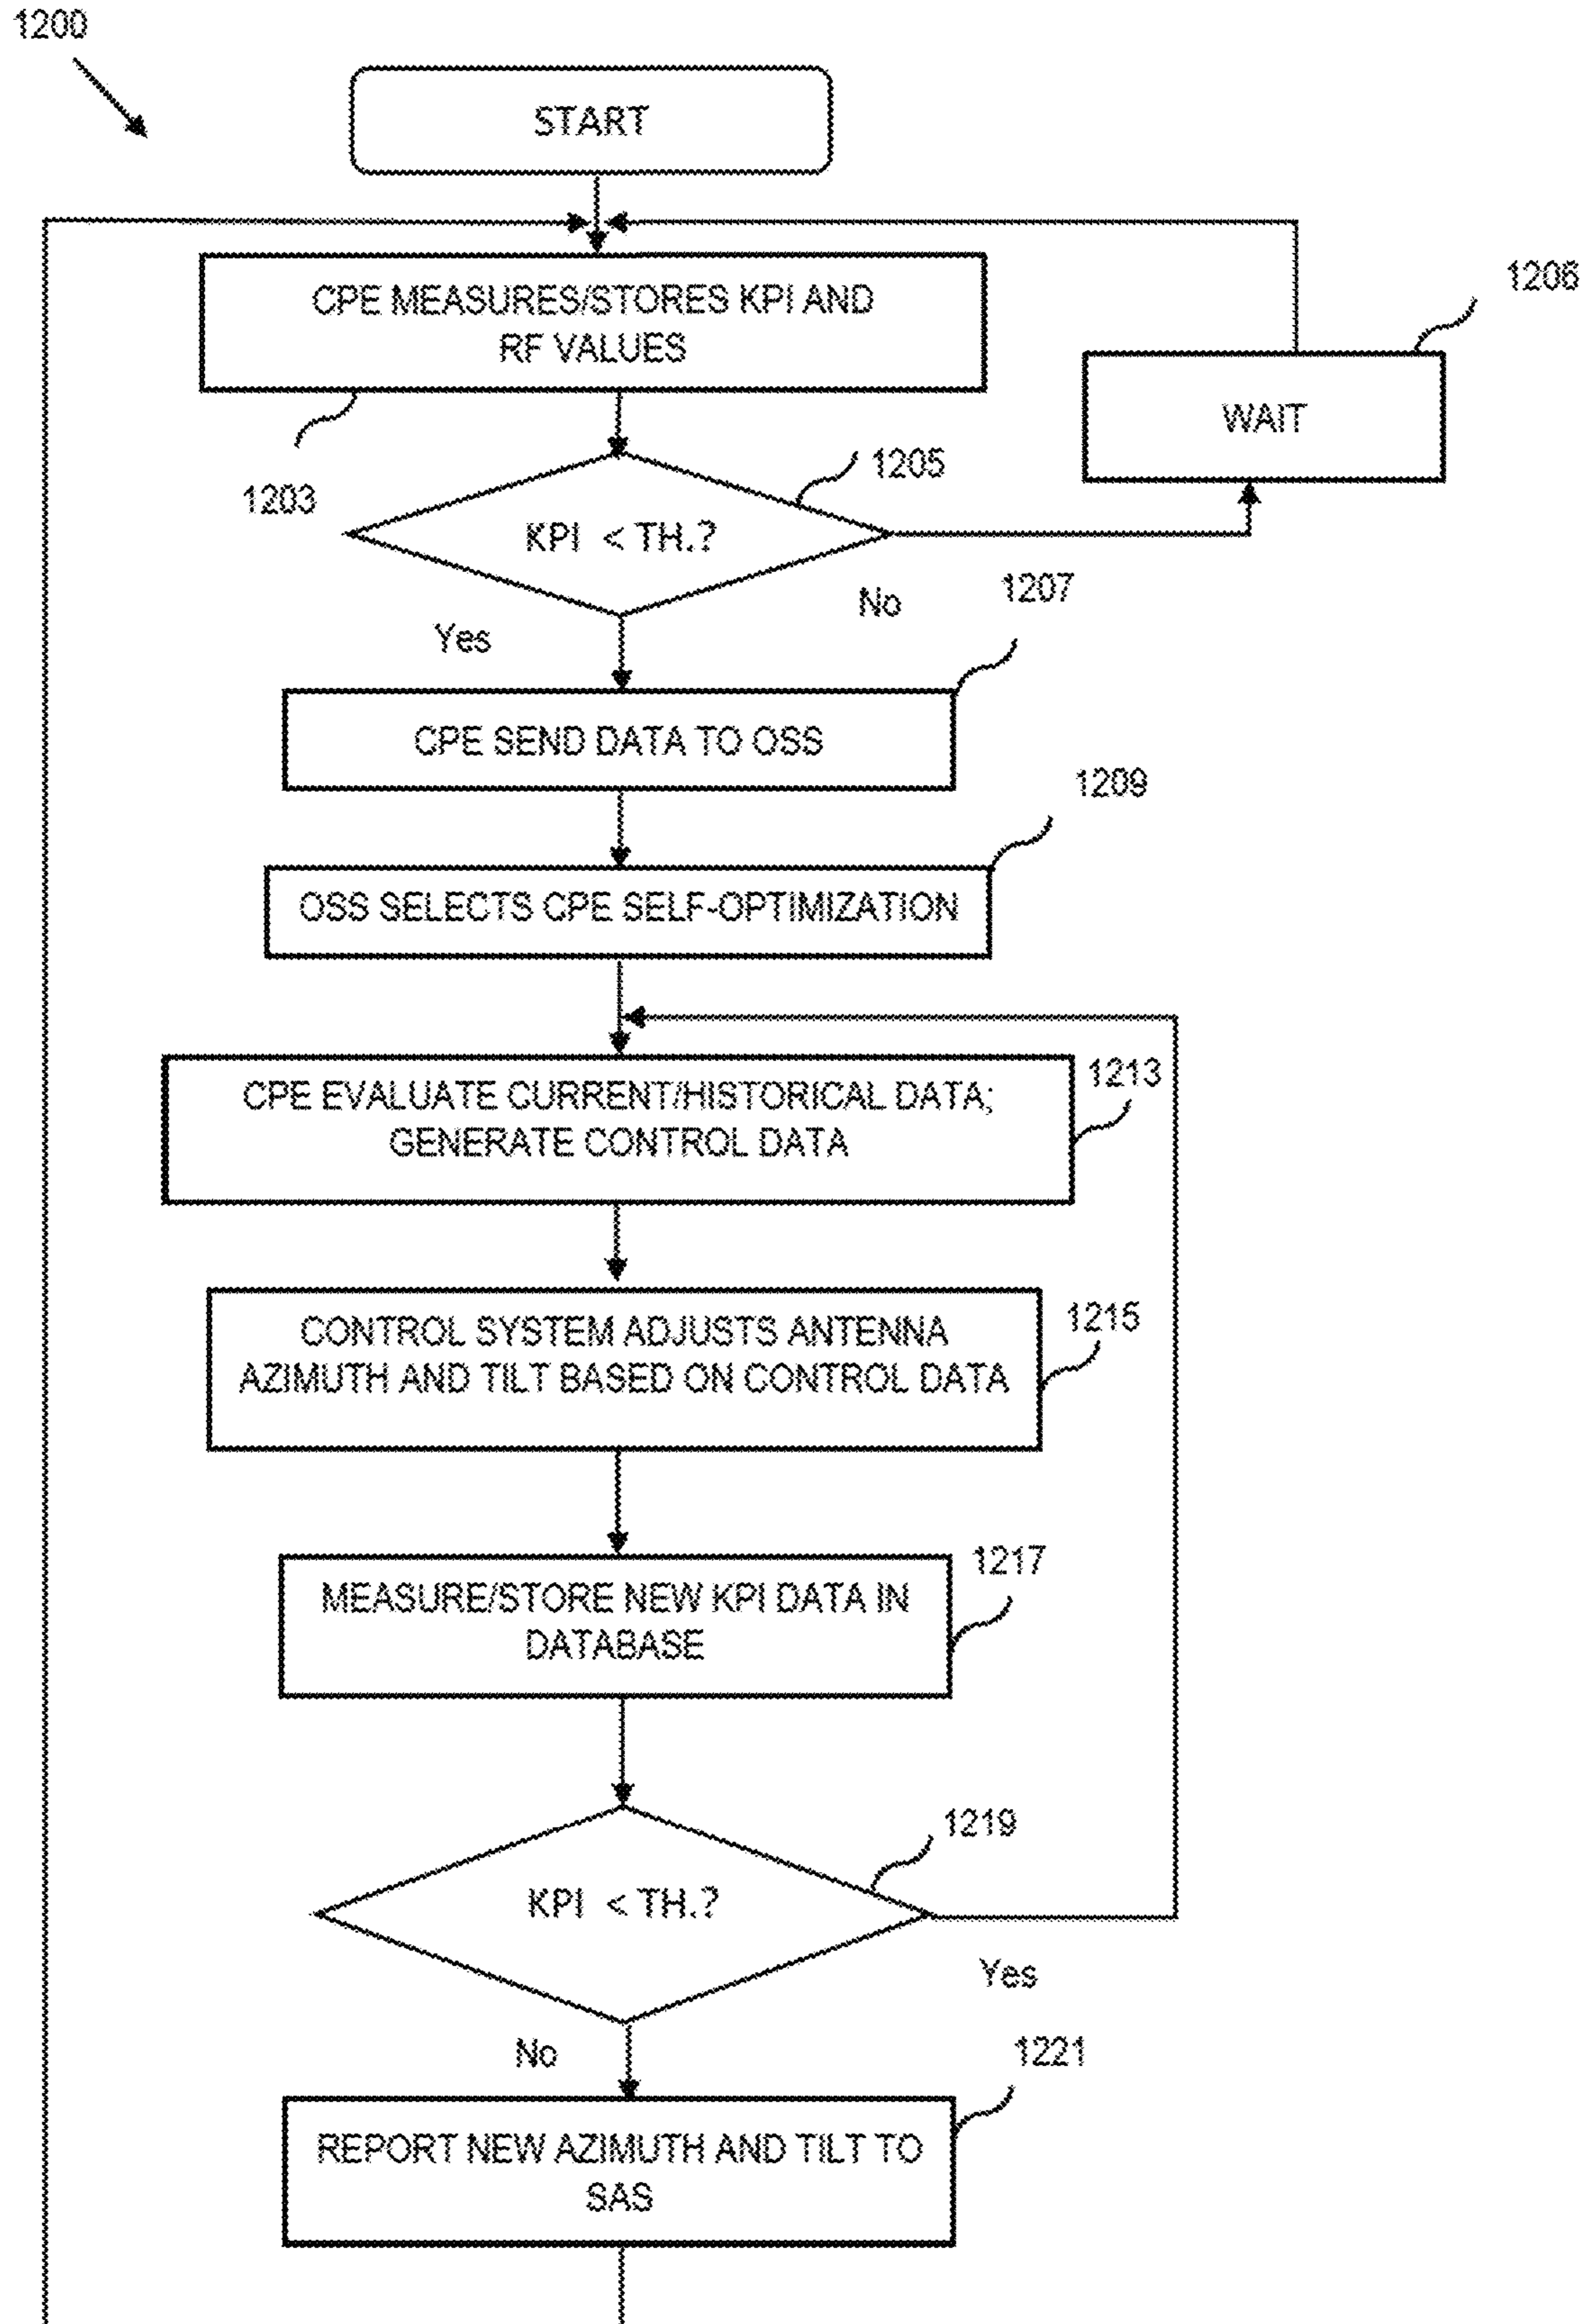 1200
START
CPE MEASURES/STORES KPI AND
RF VALUES
1206
WAIT
1203
1205
KPI < TH.?
No
Yes
1207
CPE SEND DATA TO OSS
1209
OSS SELECTS CPE SELF-OPTIMIZATION
1213
CPE EVALUATE CURRENT/HISTORICAL DATA;
GENERATE CONTROL DATA
1215
CONTROL SYSTEM ADJUSTS ANTENNA
AZIMUTH AND TILT BASED ON CONTROL DATA
1217
MEASURE/STORE NEW KPI DATA IN
DATABASE
1219
KPI < TH.?
Yes
No
1221
REPORT NEW AZIMUTH AND TILT TO
SAS